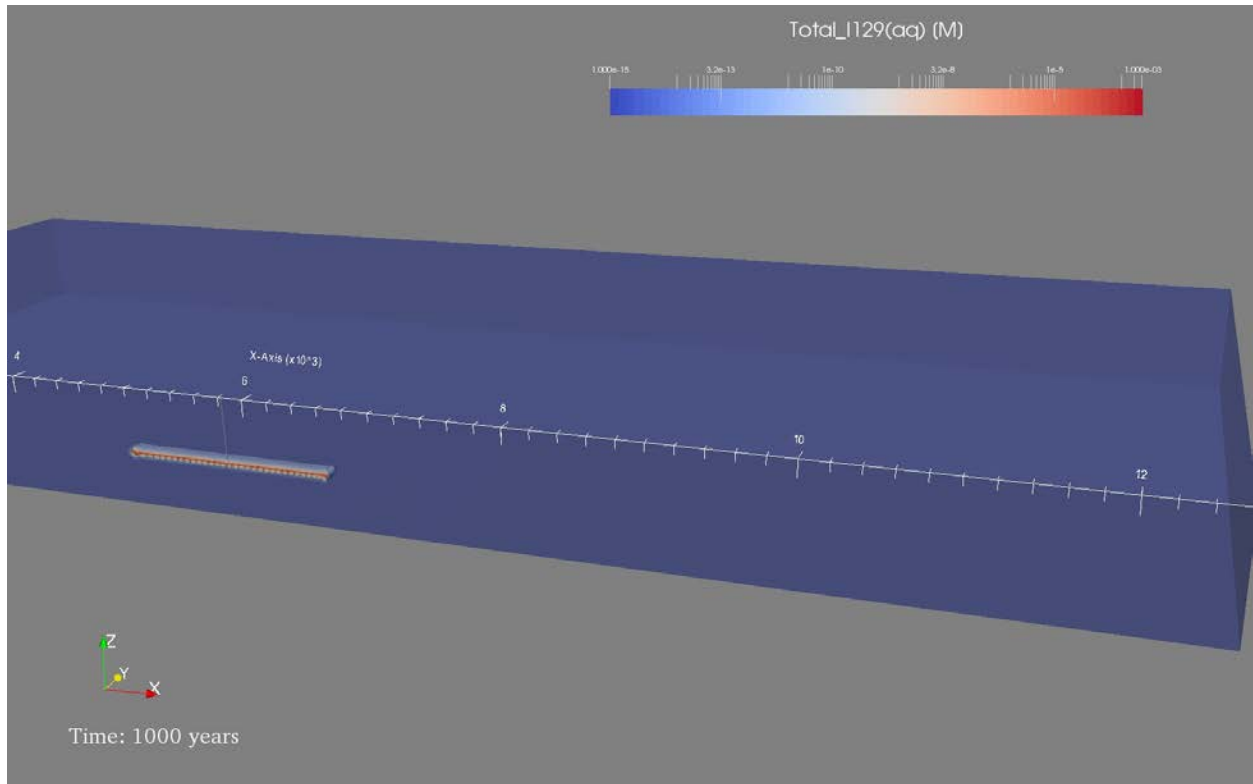 Total_I129(aq) [M]
1.000e-15 3.2e-13 1e-10 3.2e-8 1e-5 1.000e-03
4
X-Axis (x10^3)
6
8
10
12
Z
Y
X
Time: 1000 years